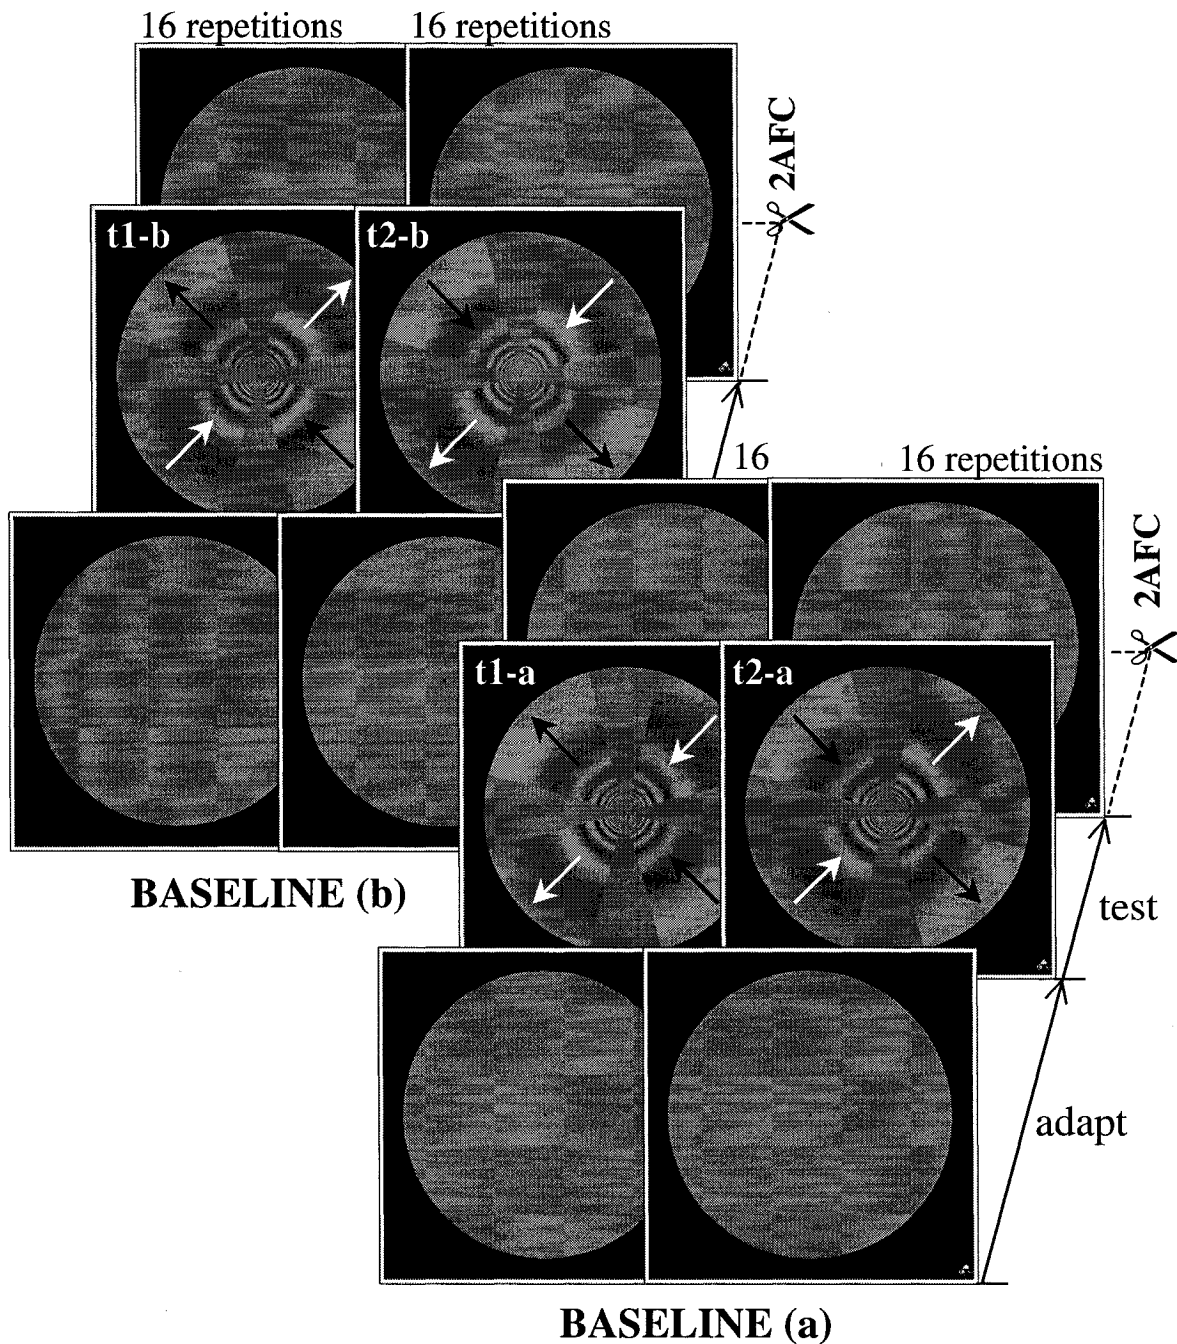 16 repetitions
16 repetitions
2AFC
t1-b
t2-b
16
16 repetitions
2AFC
t1-a
t2-a
BASELINE (b)
test
adapt
BASELINE (a)